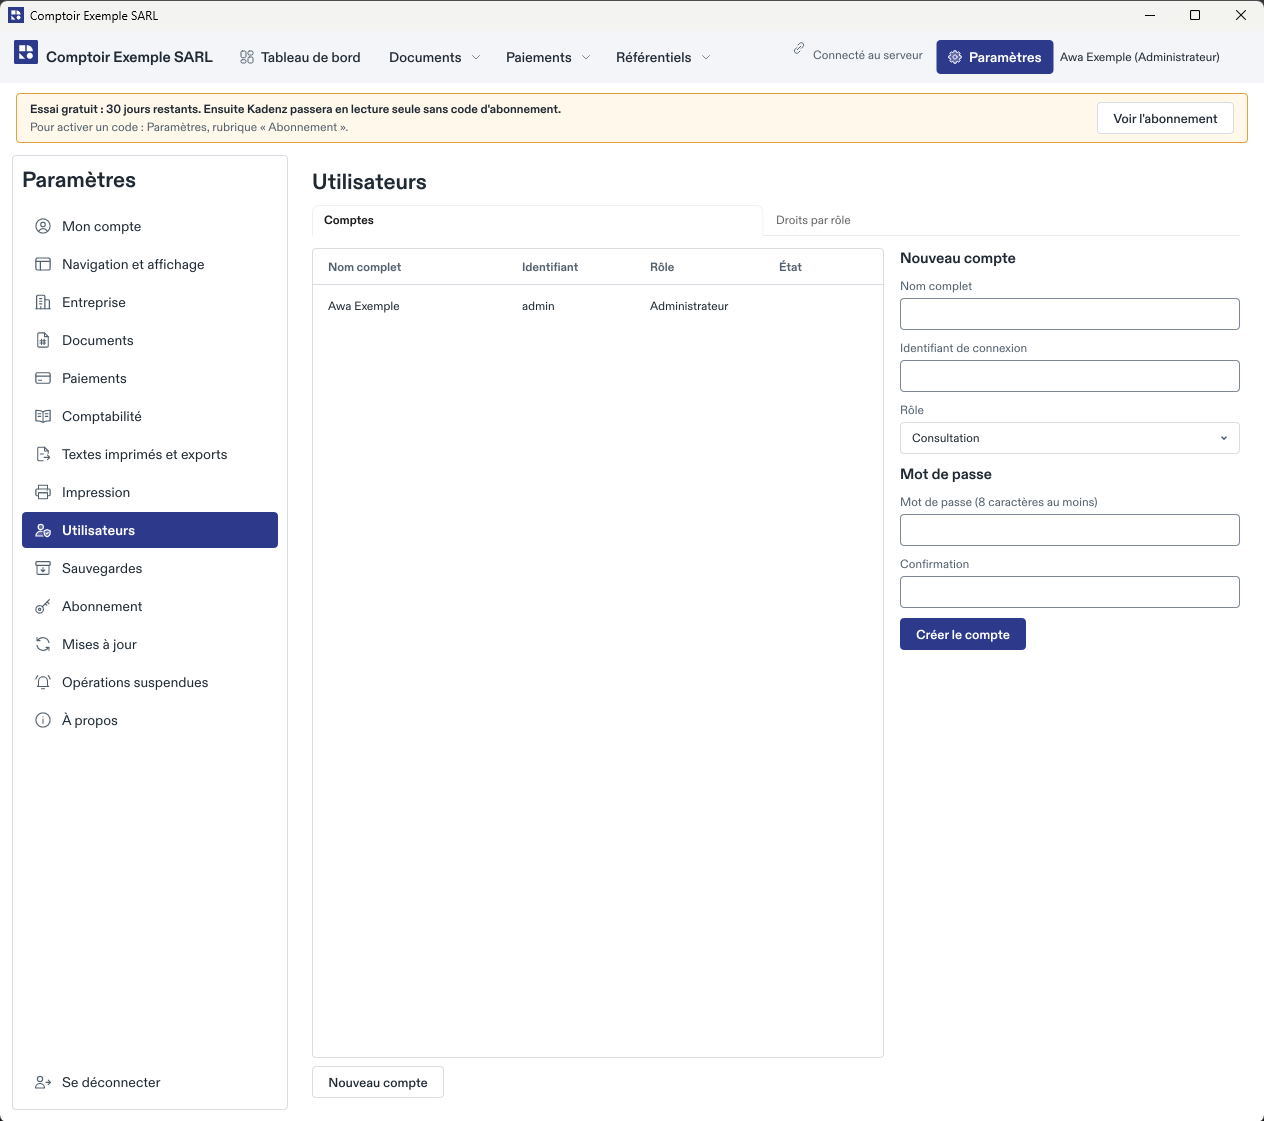 Comptoir Exemple SARL
Comptoir Exemple SARL
Tableau de bord
Documents
Paiements
Référentiels
Connecté au serveur
Paramètres
Awa Exemple (Administrateur)
Essai gratuit : 30 jours restants. Ensuite Kadenz passera en lecture seule sans code d'abonnement.
Pour activer un code : Paramètres, rubrique « Abonnement ».
Voir l'abonnement
Paramètres
Mon compte
Navigation et affichage
Entreprise
Documents
Paiements
Comptabilité
Textes imprimés et exports
Impression
Utilisateurs
Sauvegardes
Abonnement
Mises à jour
Opérations suspendues
À propos
Se déconnecter
Utilisateurs
Comptes
Droits par rôle
Nom complet Identifiant Rôle État
Awa Exemple admin Administrateur
Nouveau compte
Nouveau compte
Nom complet
Identifiant de connexion
Rôle
Consultation
Mot de passe
Mot de passe (8 caractères au moins)
Confirmation
Créer le compte